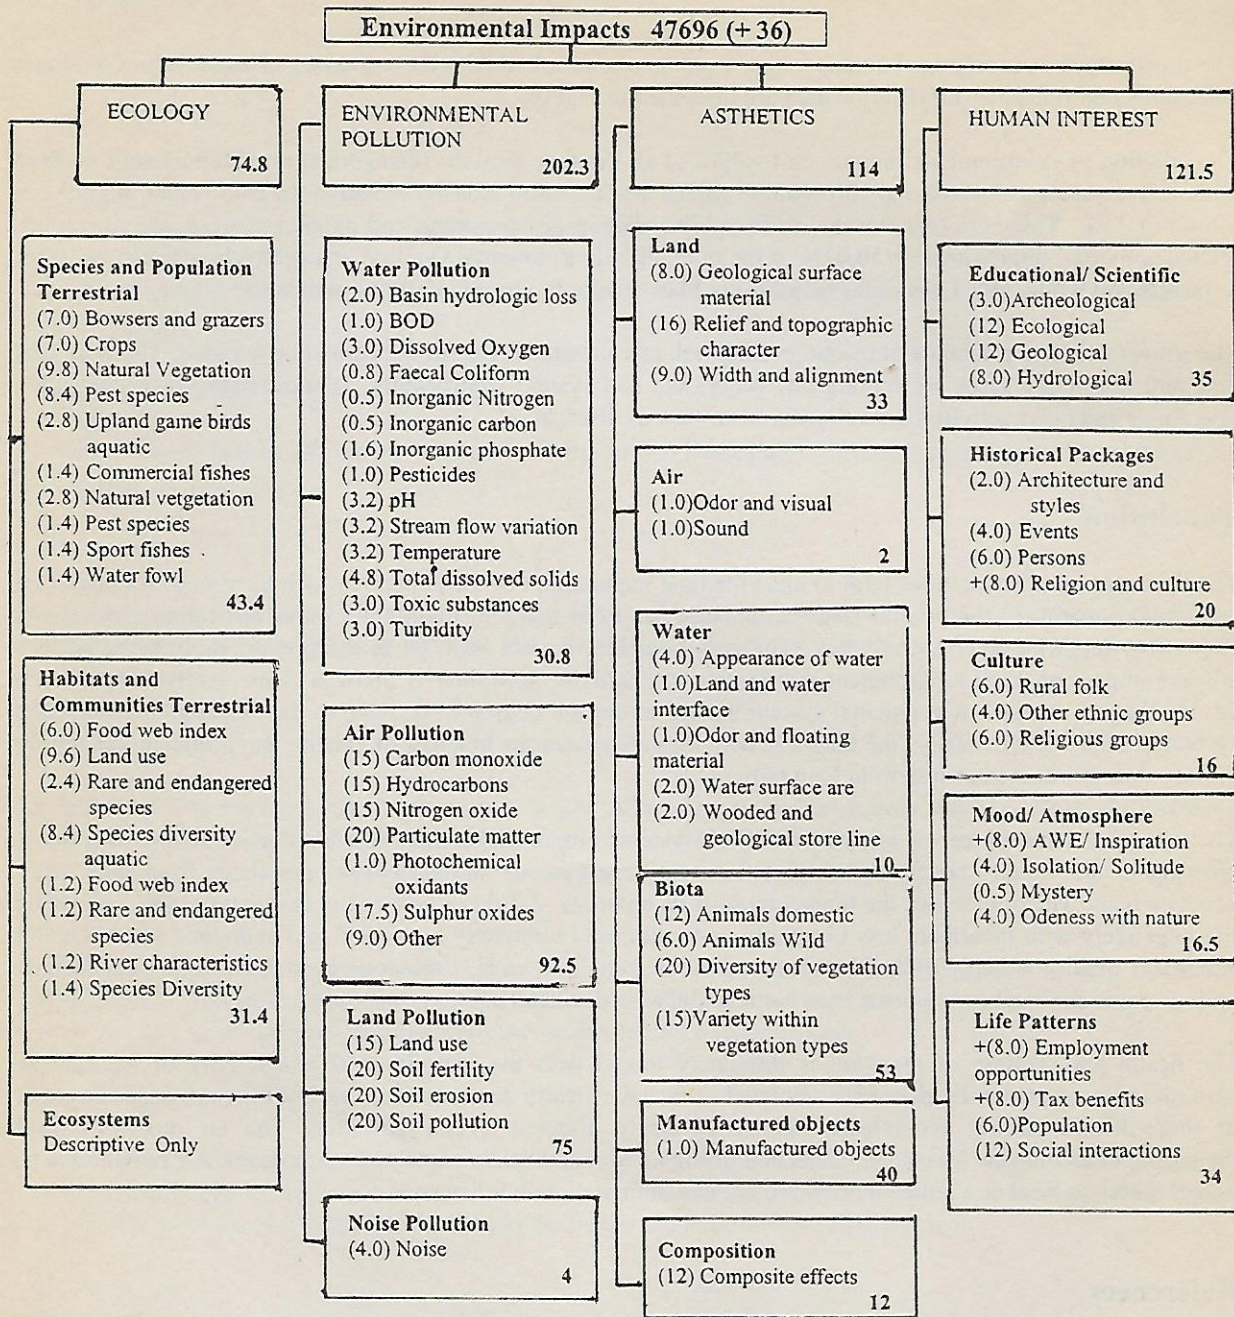 Environmental Impacts 47696 (+ 36)
ECOLOGY
74.8
Species and Population
Terrestrial
(7.0) Bowsers and grazers
(7.0) Crops
(9.8) Natural Vegetation
(8.4) Pest species
(2.8) Upland game birds
aquatic
(1.4) Commercial fishes
(2.8) Natural vetgetation
(1.4) Pest species
(1.4) Sport fishes
(1.4) Water fowl
43.4
Habitats and
Communities Terrestrial
(6.0) Food web index
(9.6) Land use
(2.4) Rare and endangered
species
(8.4) Species diversity
aquatic
(1.2) Food web index
(1.2) Rare and endangered
species
(1.2) River characteristics
(1.4) Species Diversity
31.4
Ecosystems
Descriptive Only
ENVIRONMENTAL
POLLUTION
202.3
Water Pollution
(2.0) Basin hydrologic loss
(1.0) BOD
(3.0) Dissolved Oxygen
(0.8) Faecal Coliform
(0.5) Inorganic Nitrogen
(0.5) Inorganic carbon
(1.6) Inorganic phosphate
(1.0) Pesticides
(3.2) pH
(3.2) Stream flow variation
(3.2) Temperature
(4.8) Total dissolved solids
(3.0) Toxic substances
(3.0) Turbidity
30.8
Air Pollution
(15) Carbon monoxide
(15) Hydrocarbons
(15) Nitrogen oxide
(20) Particulate matter
(1.0) Photochemical
oxidants
(17.5) Sulphur oxides
(9.0) Other
92.5
Land Pollution
(15) Land use
(20) Soil fertility
(20) Soil erosion
(20) Soil pollution
75
Noise Pollution
(4.0) Noise
4
ASTHETICS
114
Land
(8.0) Geological surface
material
(16) Relief and topographic
character
(9.0) Width and alignment
33
Air
(1.0)Odor and visual
(1.0)Sound
2
Water
(4.0) Appearance of water
(1.0)Land and water
interface
(1.0)Odor and floating
material
(2.0) Water surface are
(2.0) Wooded and
geological store line
10
Biota
(12) Animals domestic
(6.0) Animals Wild
(20) Diversity of vegetation
types
(15)Variety within
vegetation types
53
Manufactured objects
(1.0) Manufactured objects
40
Composition
(12) Composite effects
12
HUMAN INTEREST
121.5
Educational/ Scientific
(3.0)Archeological
(12) Ecological
(12) Geological
(8.0) Hydrological 35
Historical Packages
(2.0) Architecture and
styles
(4.0) Events
(6.0) Persons
+(8.0) Religion and culture
20
Culture
(6.0) Rural folk
(4.0) Other ethnic groups
(6.0) Religious groups
16
Mood/ Atmosphere
+(8.0) AWE/ Inspiration
(4.0) Isolation/ Solitude
(0.5) Mystery
(4.0) Odeness with nature
16.5
Life Patterns
+(8.0) Employment
opportunities
+(8.0) Tax benefits
(6.0)Population
(12) Social interactions
34